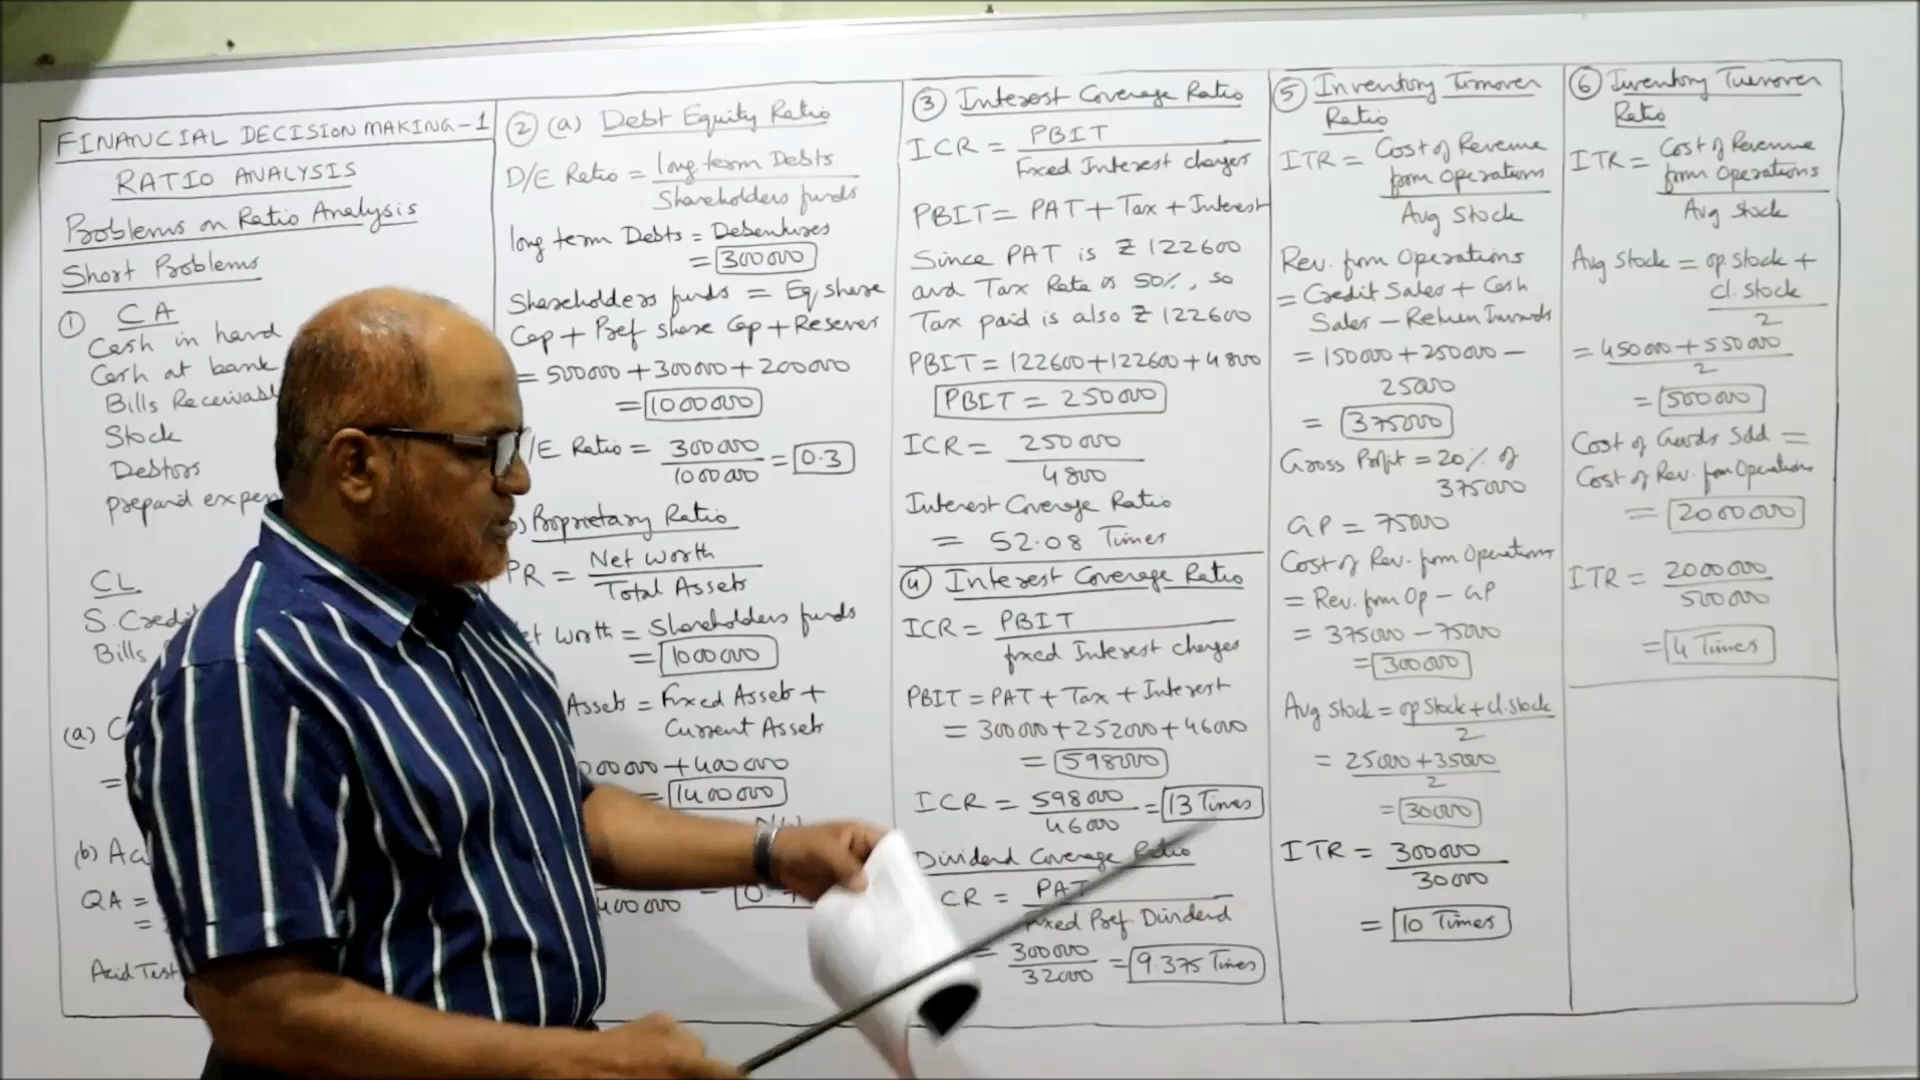 FINANCIAL DECISION MAKING-1
RATIO ANALYSIS
Problems on Ratio Analysis
Short Problems
① CA
Cash in hand
Cash at bank
Bills
Stock
Debtors
prepaid
CL
S.
Bills
(a)
=
(b)
QA =
=
Acid Test
② (a) Debt Equity Ratio
D/E Ratio = long term Debts
Shareholders funds
long term Debts = Debentures
= 300000
Shareholders funds = Eq share
Cap + Pref share Cap + Reserves
= 500000 + 300000 + 200000
= 1000000
/E Ratio = 300000
1000000 = 0.3
) Proprietary Ratio
PR = Net worth
Total Assets
worth = Shareholders funds
= 1000000
Assets = Fixed Assets +
Current Assets
+ 400000
= 1400000
= 
③ Interest Coverage Ratio
ICR = PBIT
Fixed Interest charges
PBIT = PAT + Tax + Interest
Since PAT is ₹ 122600
and Tax Rate is 50%, so
Tax paid is also ₹ 122600
PBIT = 122600 + 122600 + 4800
PBIT = 250000
ICR = 250000
4800
Interest Coverage Ratio
= 52.08 Times
④ Interest Coverage Ratio
ICR = PBIT
fixed Interest charges
PBIT = PAT + Tax + Interest
= 300000 + 252000 + 46000
= 598000
ICR = 598000
46000 = 13 Times
Dividend Coverage Ratio
CR = PAT
Fixed Pref Dividend
= 300000
32000 = 9.375 Times
⑤ Inventory Turnover
Ratio
ITR = Cost of Revenue
from Operations
Avg Stock
Rev. from Operations
= Credit Sales + Cash
Sales - Return Inwards
= 150000 + 250000 -
25000
= 375000
Gross Profit = 20% of
375000
GP = 75000
Cost of Rev. from Operations
= Rev. from Op - GP
= 375000 - 75000
= 300000
Avg Stock = op stock + cl. stock
2
= 25000 + 35000
2
= 30000
ITR = 300000
30000
= 10 Times
⑥ Inventory Turnover
Ratio
ITR = Cost of Revenue
from Operations
Avg Stock
Avg Stock = op stock +
cl. stock
2
= 450000 + 550000
2
= 500000
Cost of Goods Sold =
Cost of Rev. from Operations
= 2000000
ITR = 2000000
500000
= 4 Times